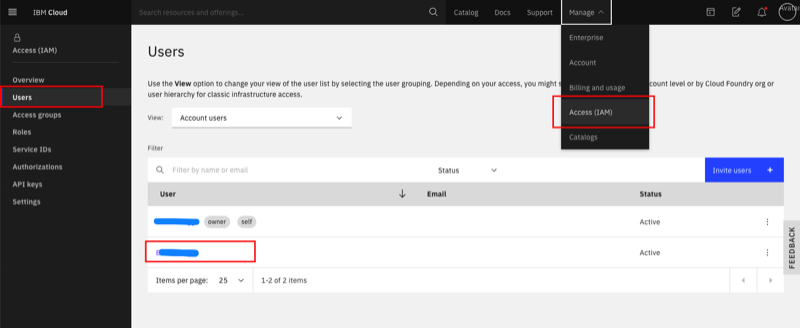 IBM Cloud
Search resources and offerings...
Catalog
Docs
Support
Manage
Avata
Access (IAM)
Overview
Users
Access groups
Roles
Service IDs
Authorizations
API keys
Settings
Enterprise
Account
Billing and usage
Access (IAM)
Catalogs
Users
Use the View option to change your view of the user list by selecting the user grouping. Depending on your access, you might s
count level or by Cloud Foundry org or
user hierarchy for classic infrastructure access.
View:
Account users
Filter
Filter by name or email
Status
Invite users +
User
Email
Status
owner
self
Active
Active
Items per page: 25
1-2 of 2 items
FEEDBACK